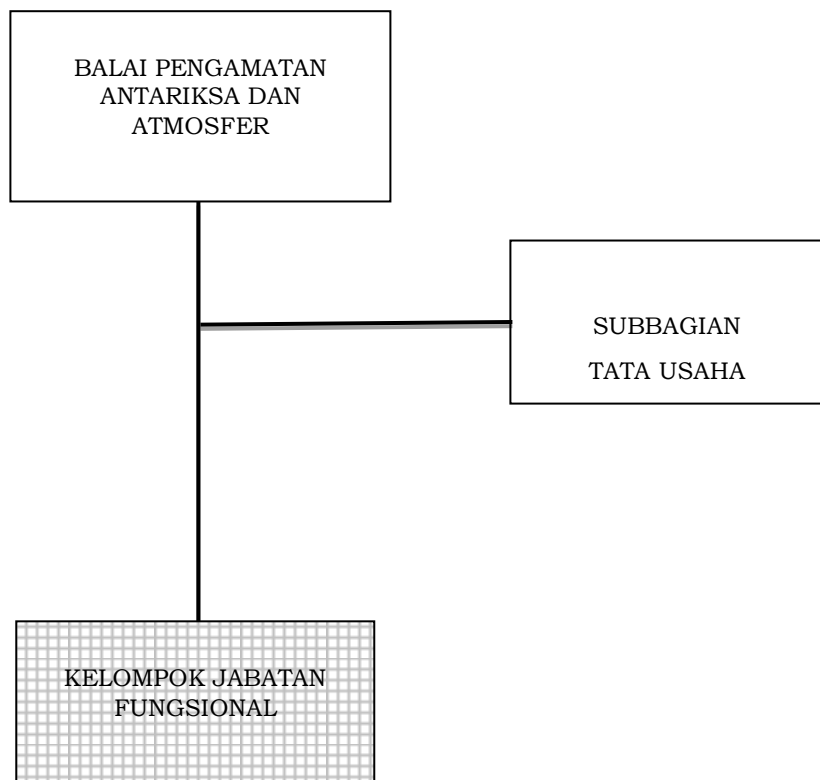 BALAI PENGAMATAN
ANTARIKSA DAN
ATMOSFER
SUBBAGIAN
TATA USAHA
KELOMPOK JABATAN
FUNGSIONAL